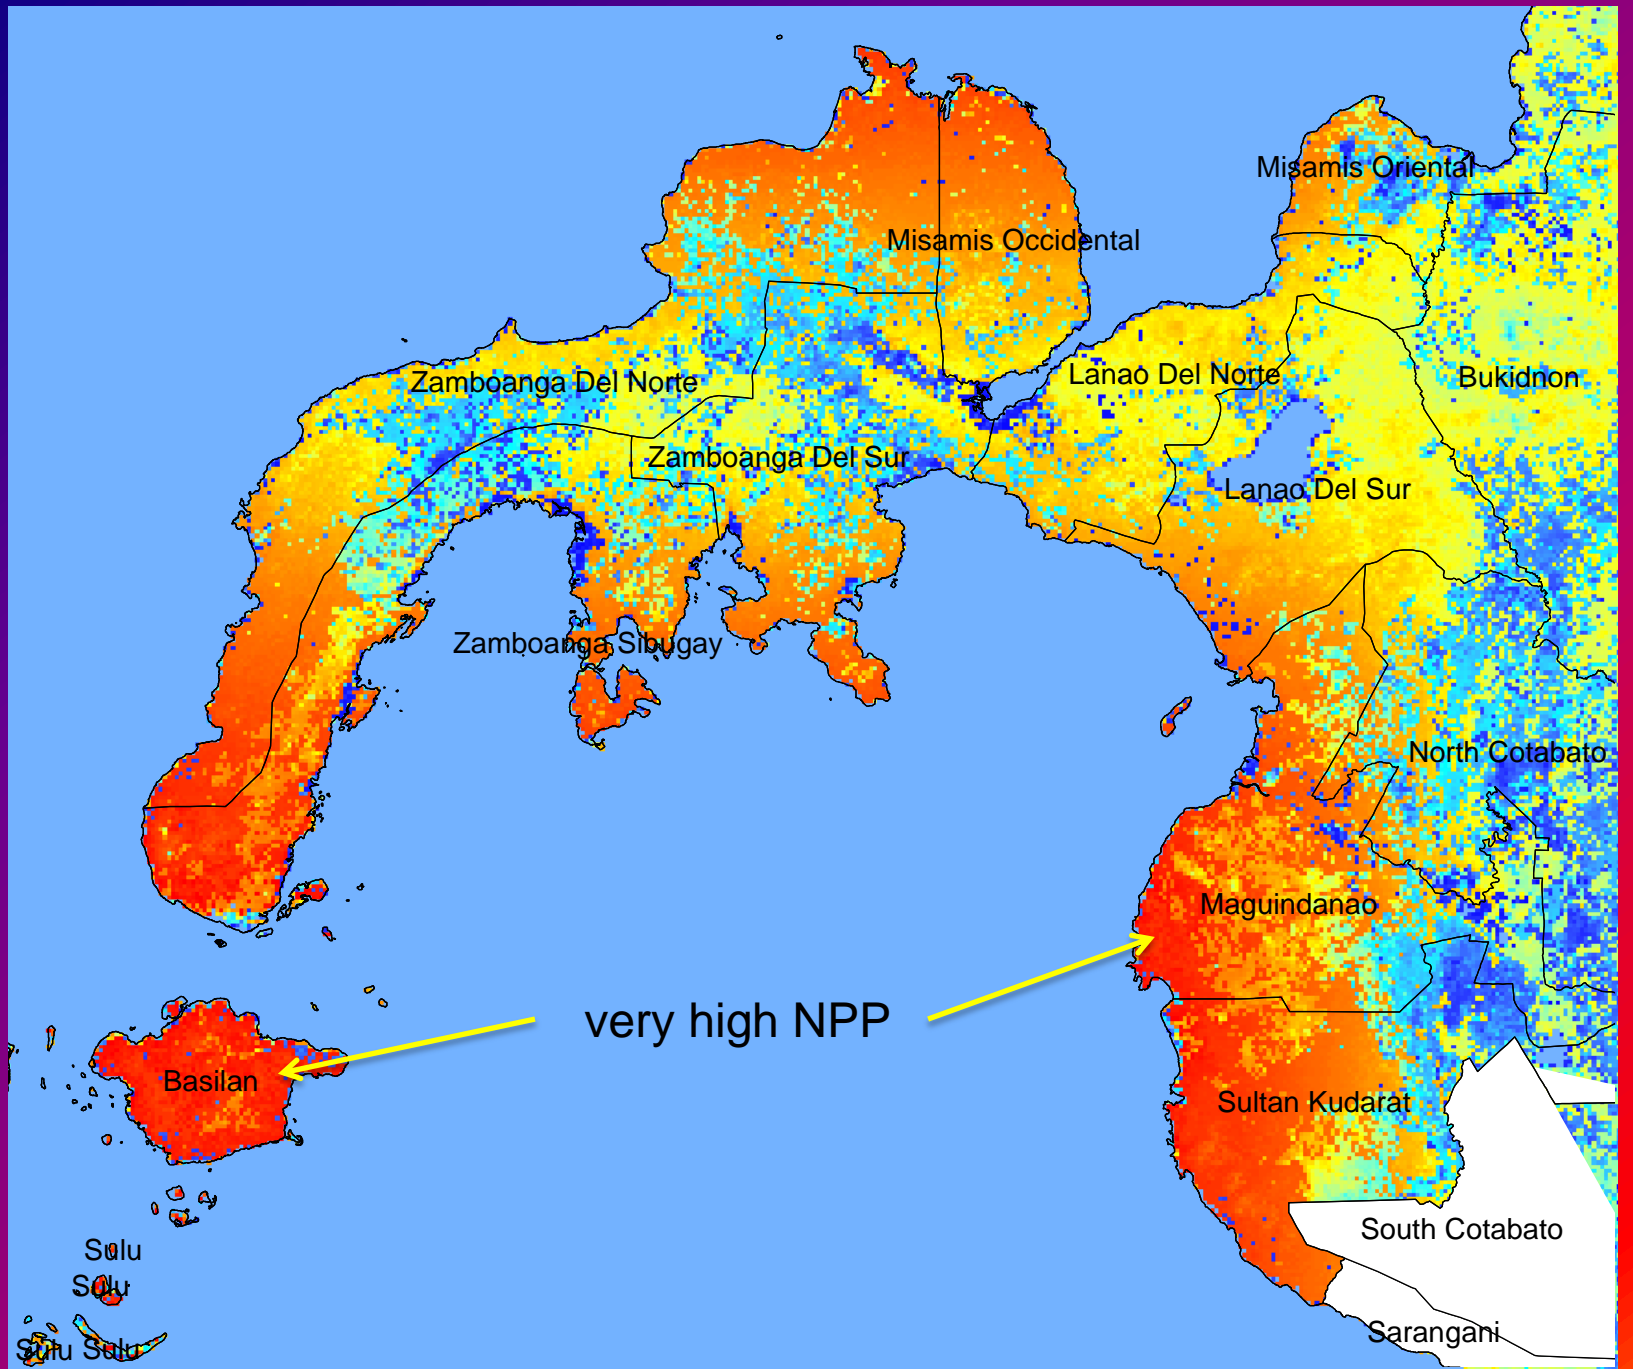 Misamis Oriental
Misamis Occidental
Zamboanga Del Norte
Lanao Del Norte
Bukidnon
Zamboanga Del Sur
Lanao Del Sur
Zamboanga Sibugay
North Cotabato
Maguindanao
very high NPP
Basilan
Sultan Kudarat
South Cotabato
Sulu
Sulu
Sarangani
Sulu Sulu